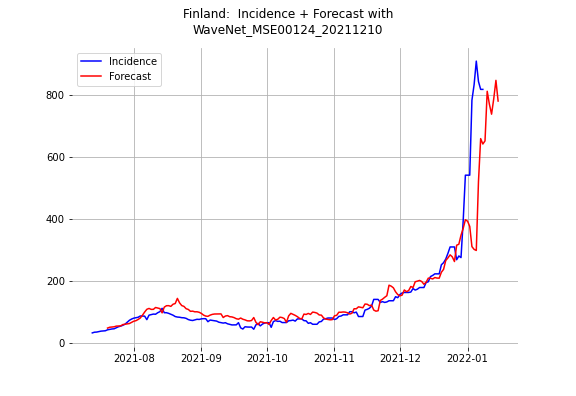 Finland:  Incidence + Forecast with
WaveNet_MSE00124_20211210
Incidence
Forecast
800
600
400
200
0
2021-08 2021-09 2021-10 2021-11 2021-12 2022-01